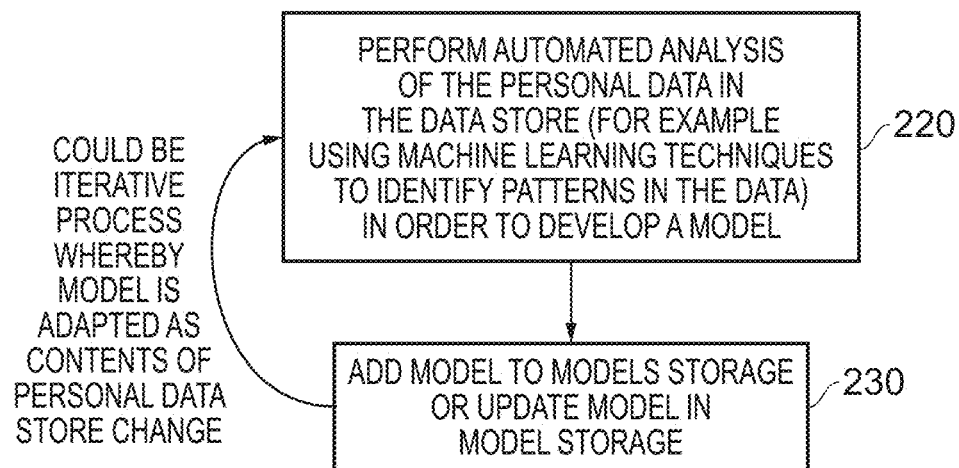 PERFORM AUTOMATED ANALYSIS
OF THE PERSONAL DATA IN
THE DATA STORE (FOR EXAMPLE
USING MACHINE LEARNING TECHNIQUES
TO IDENTIFY PATTERNS IN THE DATA)
IN ORDER TO DEVELOP A MODEL
220
COULD BE
ITERATIVE
PROCESS
WHEREBY
MODEL IS
ADAPTED AS
CONTENTS OF
PERSONAL DATA
STORE CHANGE
ADD MODEL TO MODELS STORAGE
OR UPDATE MODEL IN
MODEL STORAGE
230